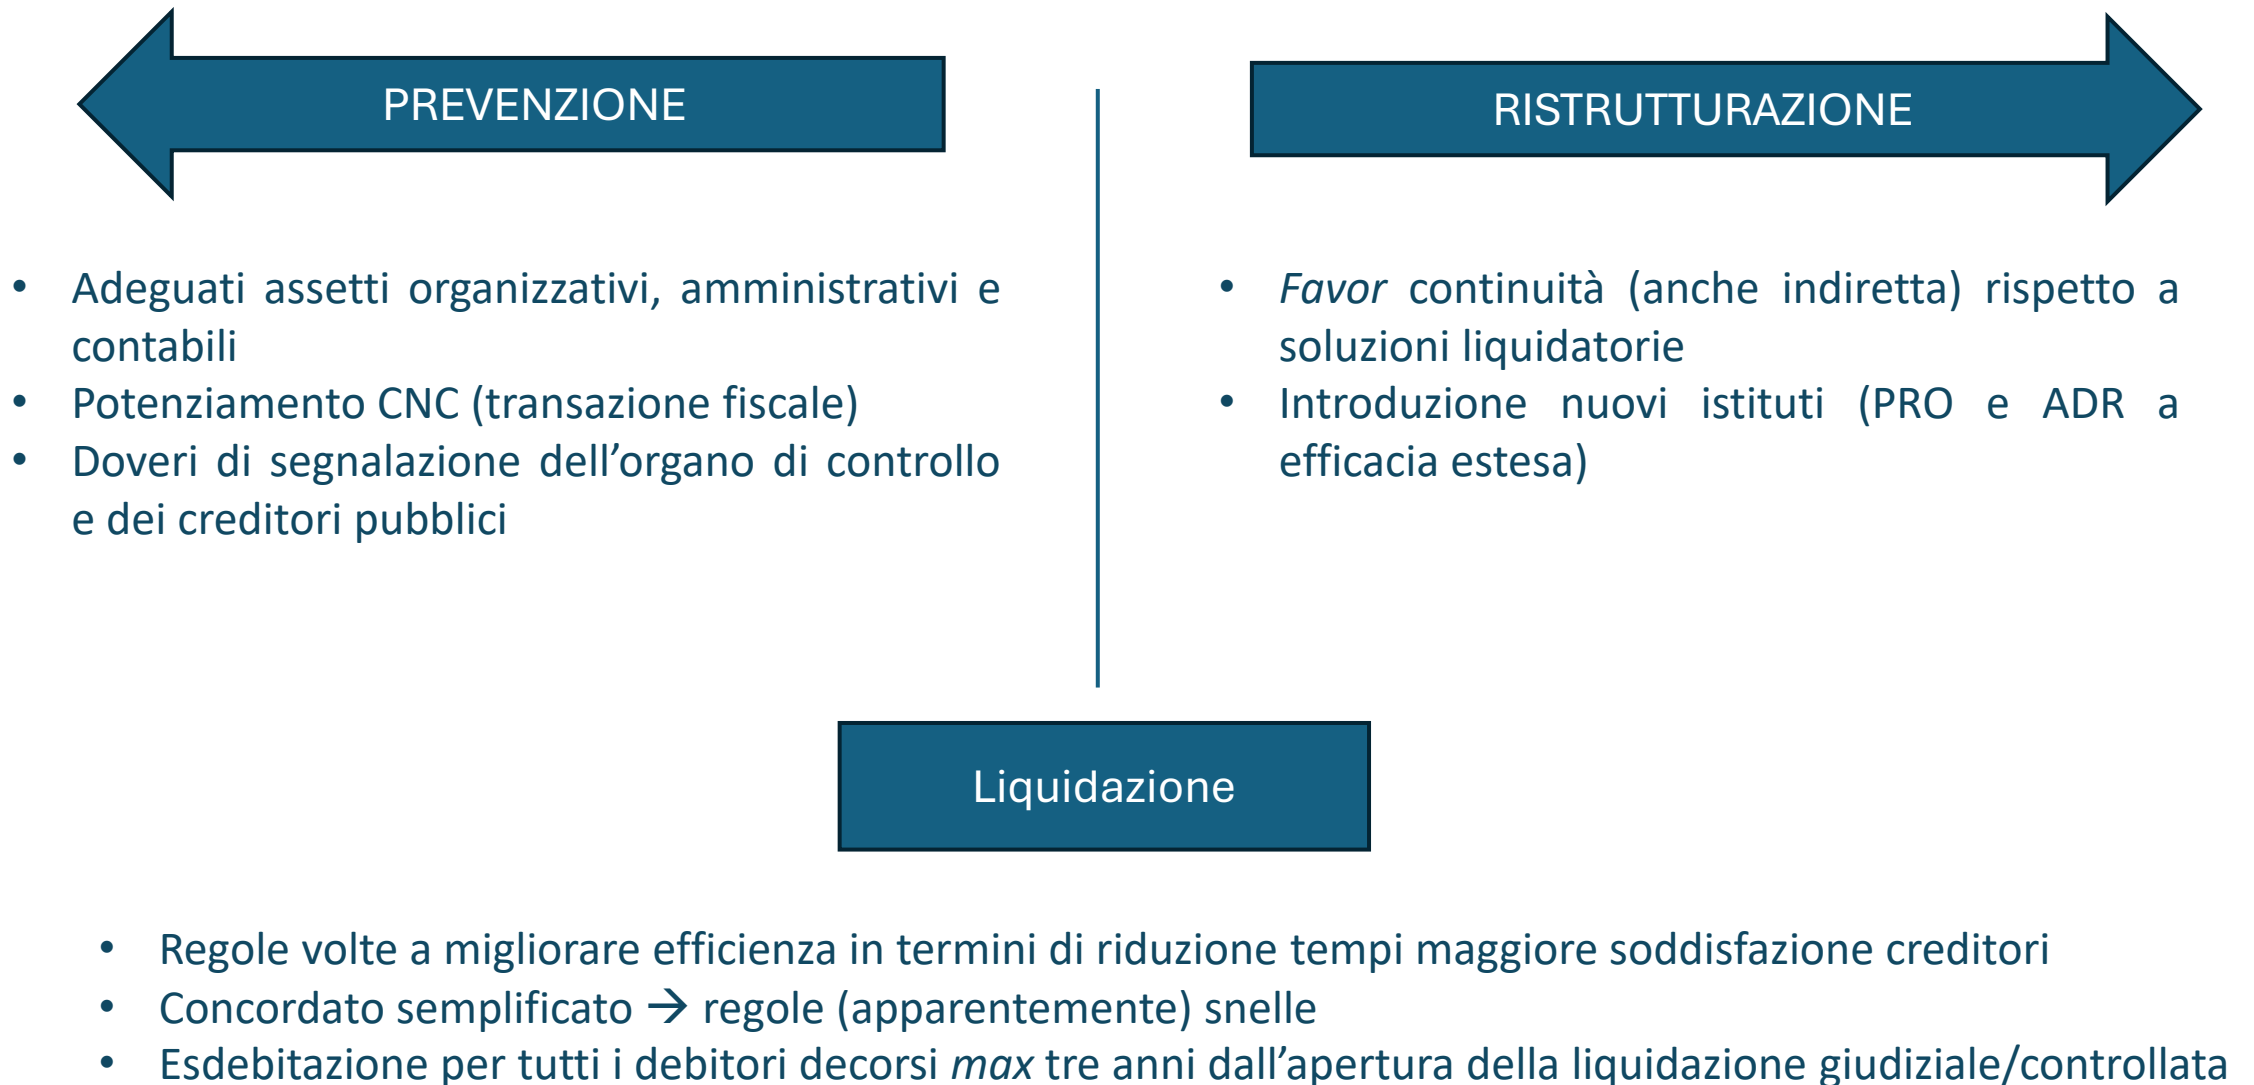 PREVENZIONE
• Adeguati assetti organizzativi, amministrativi e
contabili
• Potenziamento CNC (transazione fiscale)
• Doveri di segnalazione dell’organo di controllo
e dei creditori pubblici
RISTRUTTURAZIONE
• Favor continuità (anche indiretta) rispetto a
soluzioni liquidatorie
• Introduzione nuovi istituti (PRO e ADR a
efficacia estesa)
Liquidazione
• Regole volte a migliorare efficienza in termini di riduzione tempi maggiore soddisfazione creditori
• Concordato semplificato → regole (apparentemente) snelle
• Esdebitazione per tutti i debitori decorsi max tre anni dall’apertura della liquidazione giudiziale/controllata